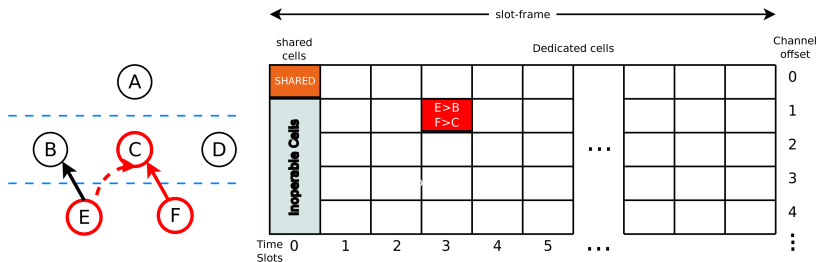 slot-frame
shared
cells
Dedicated cells
Channel
offset
A
B
C
D
E
F
SHARED
Inoperable Cells
E>B
F>C
...
0
1
2
3
4
⋮
Time
Slots
0
1
2
3
4
5
...